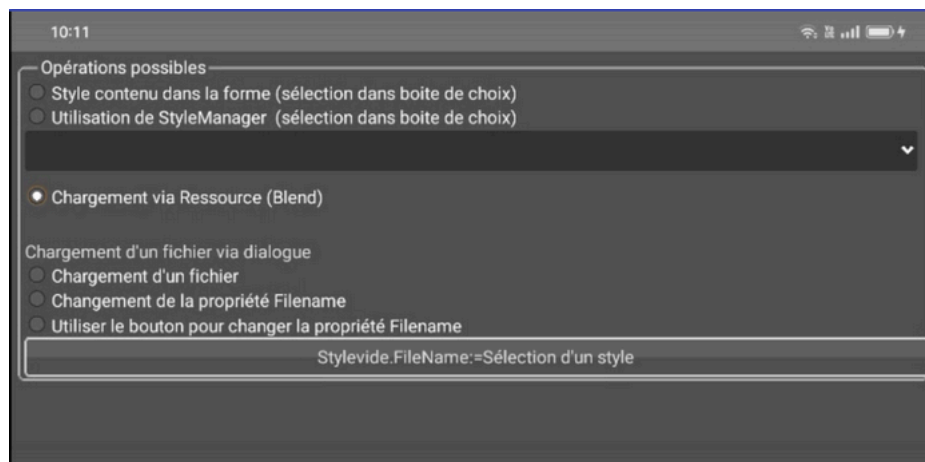 10:11
Opérations possibles
Style contenu dans la forme (sélection dans boite de choix)
Utilisation de StyleManager (sélection dans boite de choix)
Chargement via Ressource (Blend)
Chargement d'un fichier via dialogue
Chargement d'un fichier
Changement de la propriété Filename
Utiliser le bouton pour changer la propriété Filename
Stylevide.FileName:=Sélection d'un style